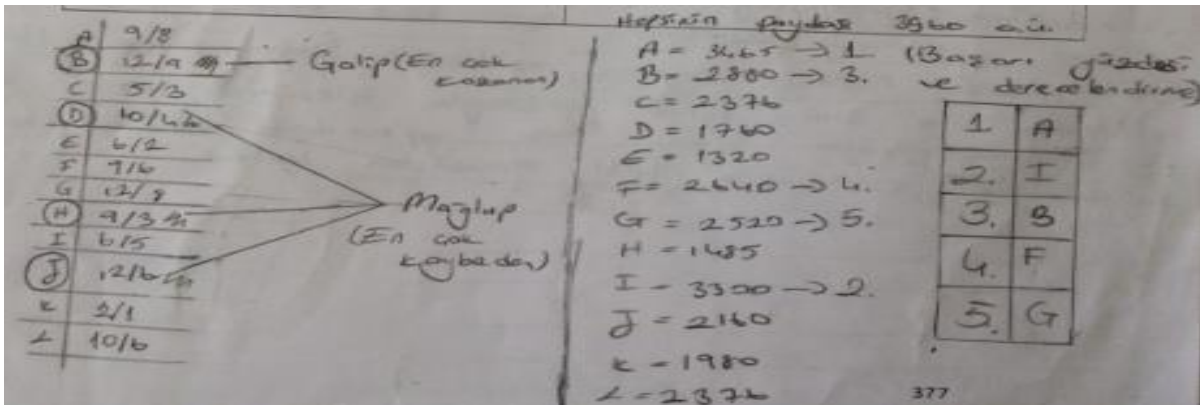 A 9/8
B 12/9 Galip (En çok kazanan)
C 5/3
D 10/4
E 6/2
F 9/6
G 12/8
H 9/3
I 6/5
J 12/6
K 2/1
L 10/6
Mağlup
(En çok kaybeden)
Hepsinin paydası 3960
A = 3465 → 1. (Başarı yüzdesi
B = 2880 → 3. ve derecelendirme)
C = 2376
D = 1760
E = 1320
F = 2640 → 4.
G = 2520 → 5.
H = 1485
I = 3300 → 2.
J = 2160
K = 1980
L = 2376
1. A
2. I
3. B
4. F
5. G
377